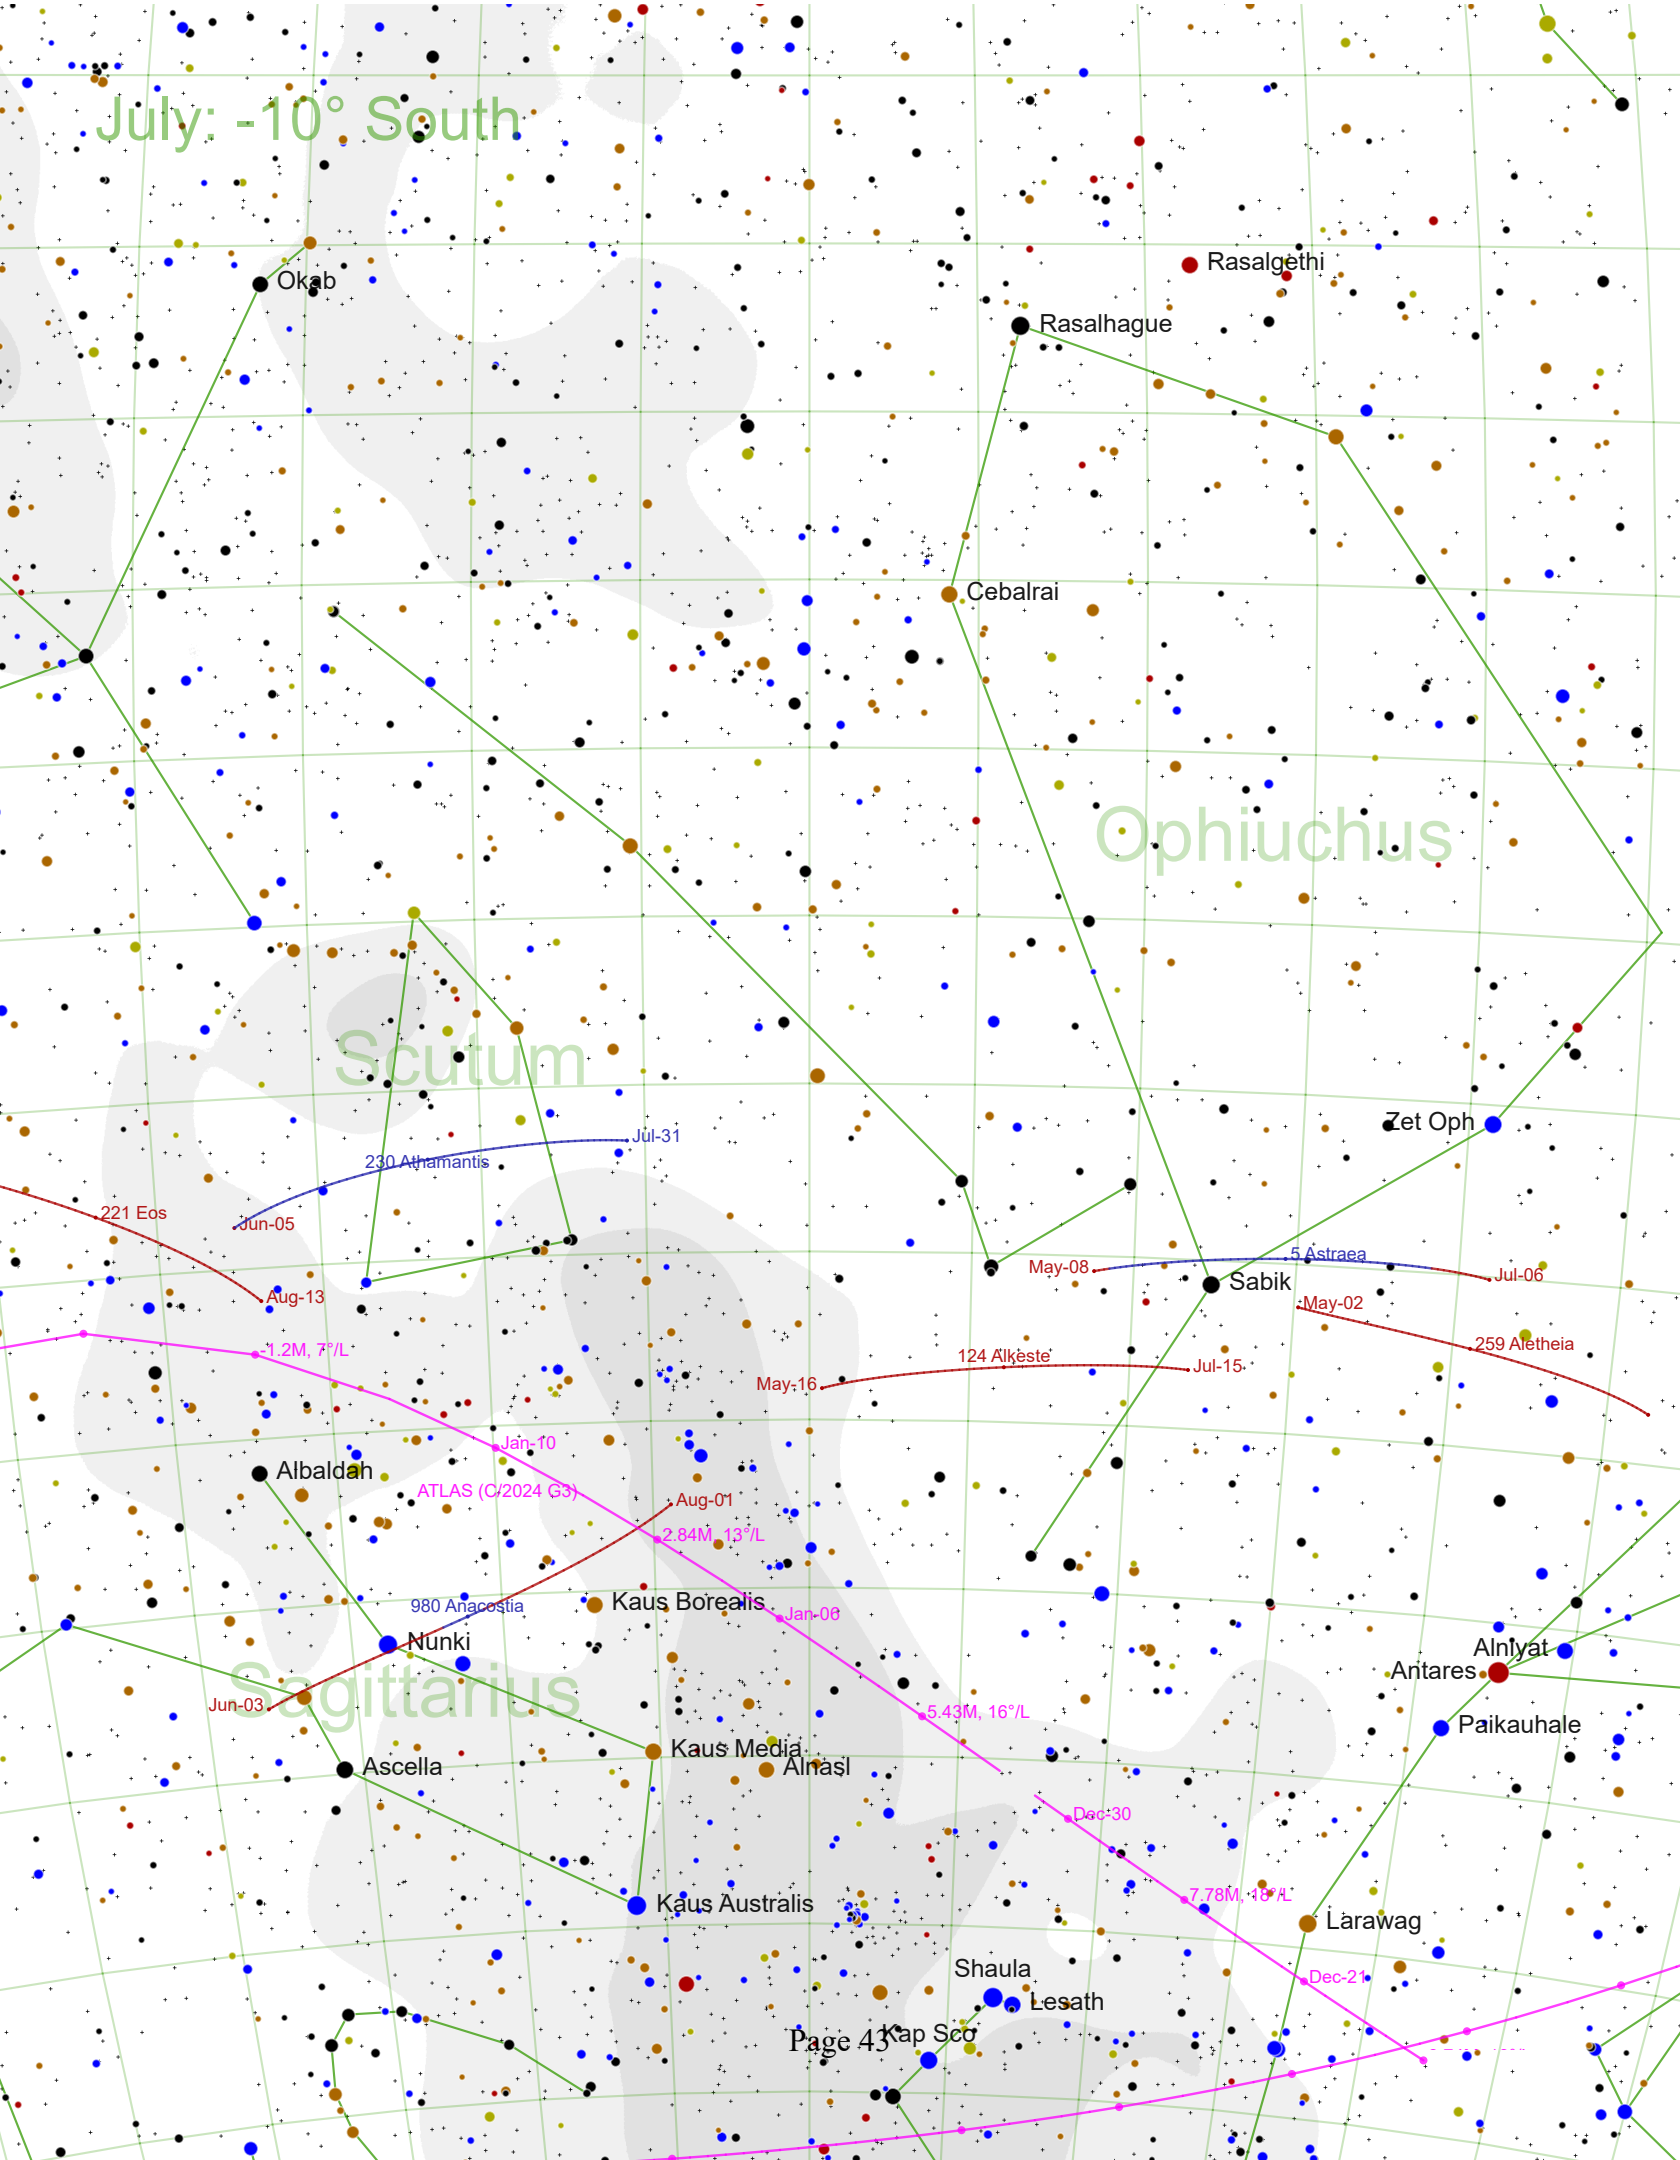 July: -10° South
Rasalgethi
Okab
Rasalhague
Cebalrai
Ophiuchus
Scutum
Zet Oph
Jul-31
230 Athamantis
221 Eos
Jun-05
5 Astraea
May-08
Jul-06
Sabik
Aug-13
May-02
259 Aletheia
-1.2M, 7°/L
124 Alkeste
Jul-15
May-16
Jan-10
Albaldah
ATLAS (C/2024 G3)
Aug-01
2.84M, 13°/L
Kaus Borealis
980 Anacostia
Jan-06
Nunki
Alniyat
Antares
Sagittarius
Jun-03
5.43M, 16°/L
Paikauhale
Kaus Media
Alnasl
Ascella
Dec-30
7.78M, 18°/L
Kaus Australis
Larawag
Shaula
Dec-21
Lesath
Kap Sco
Page 43